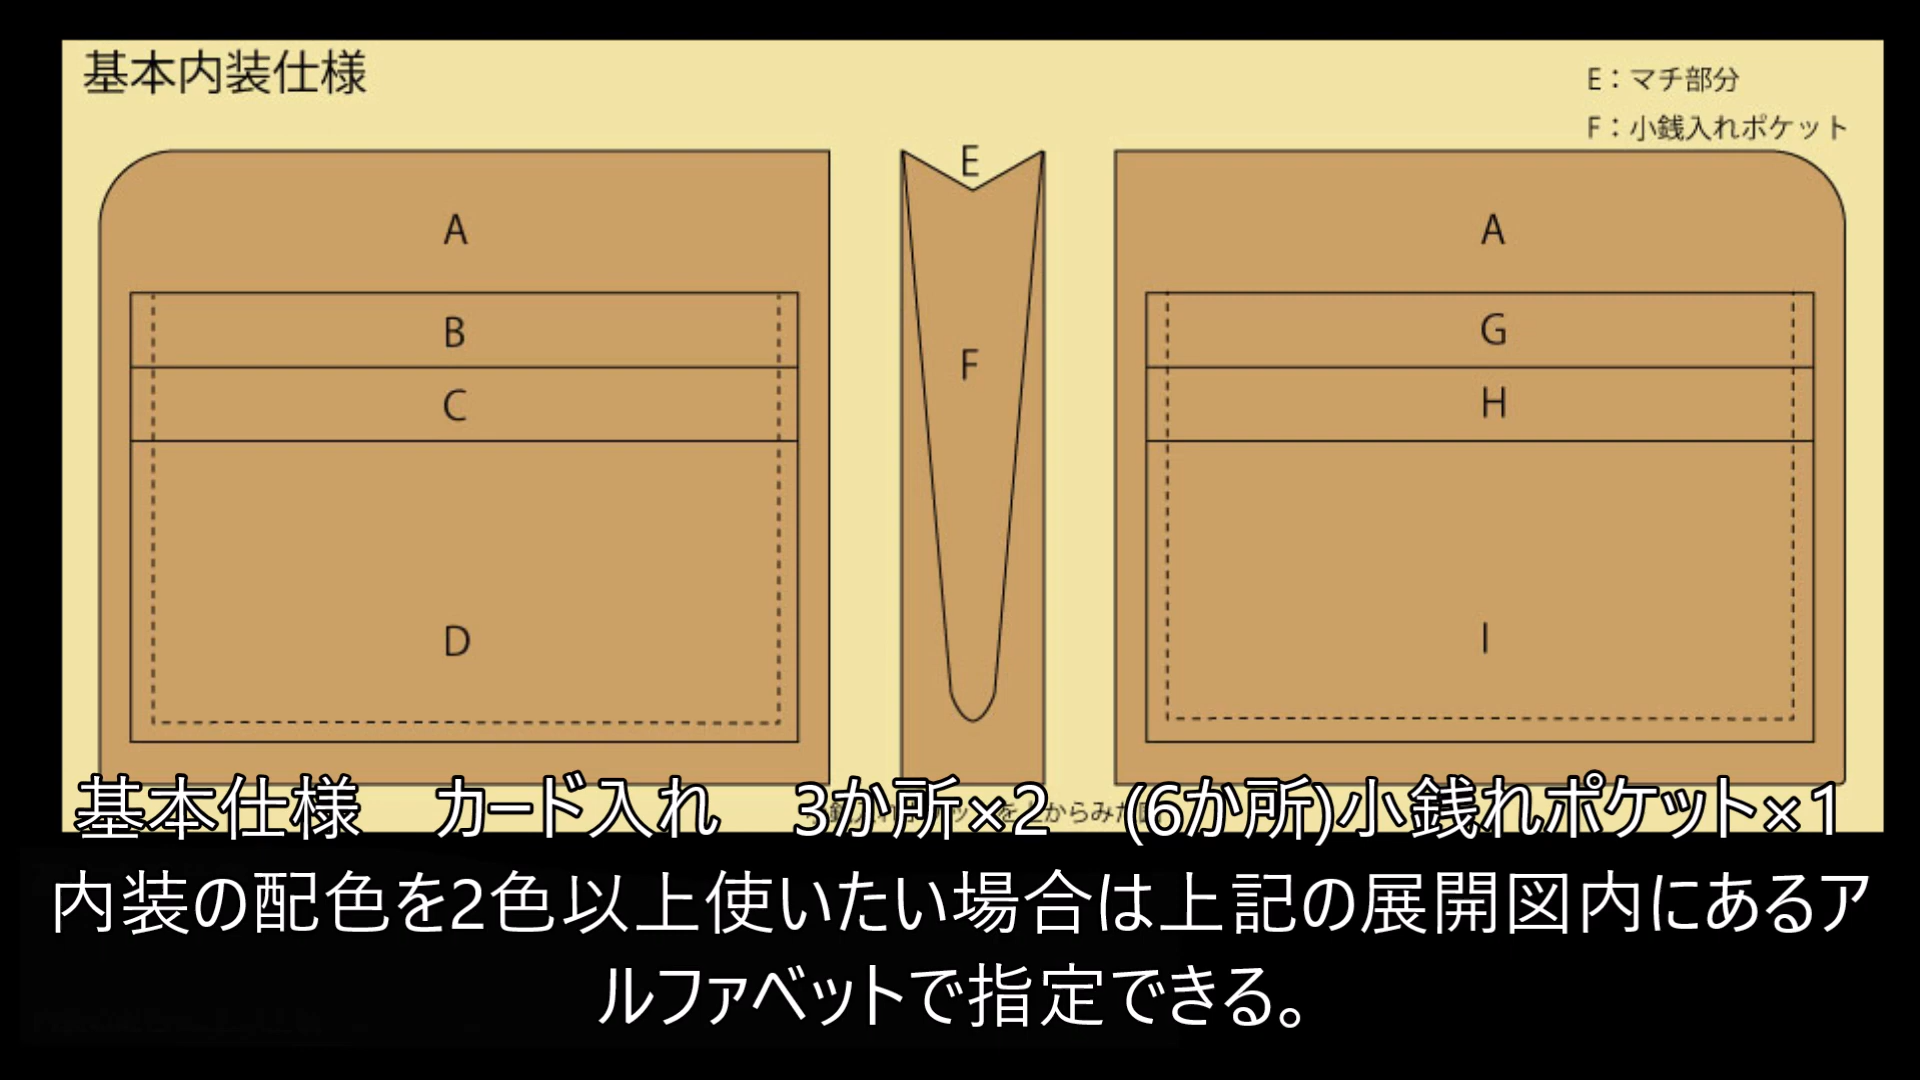 基本内装仕様
E：マチ部分
F：小銭入れポケット
E
A
A
B
G
F
C
H
D
I
基本仕様　カード入れ　3か所×2　(6か所)小銭れポケット×1
内装の配色を2色以上使いたい場合は上記の展開図内にあるア
ルファベットで指定できる。